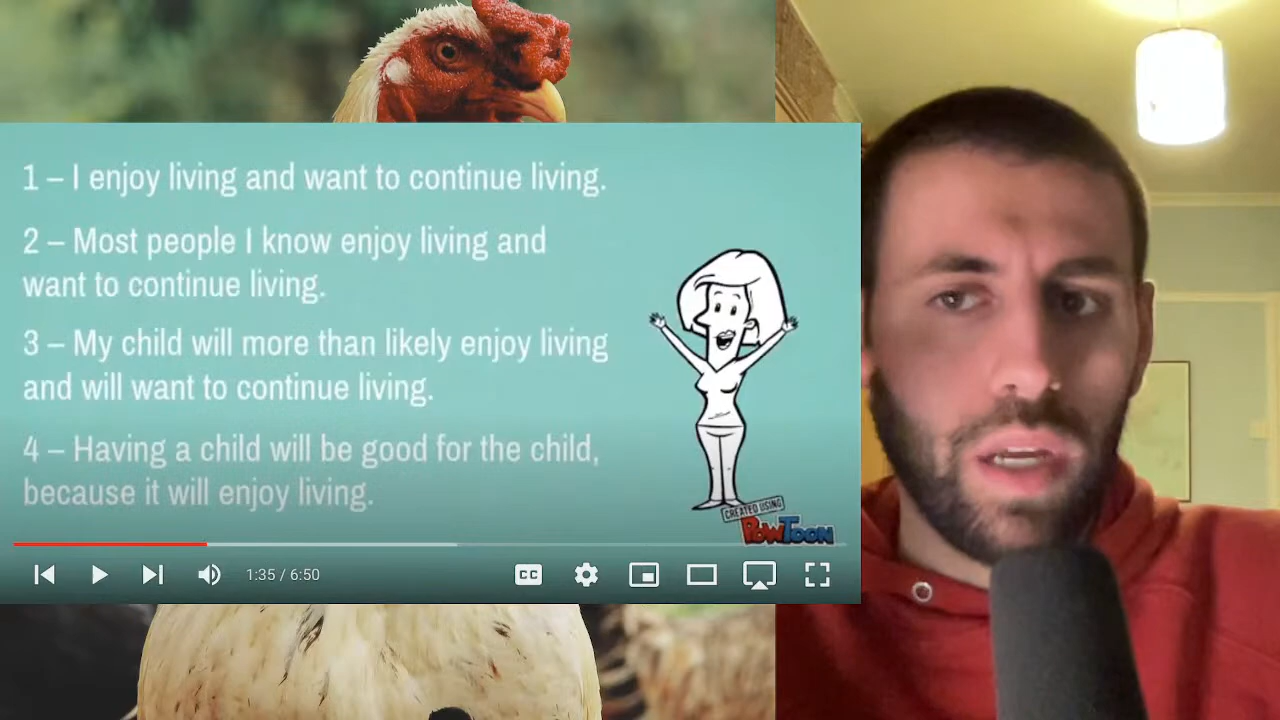 1 – I enjoy living and want to continue living.
2 – Most people I know enjoy living and
want to continue living.
3 – My child will more than likely enjoy living
and will want to continue living.
4 – Having a child will be good for the child,
because it will enjoy living.
CREATED USING
PowToon
1:35 / 6:50
CC